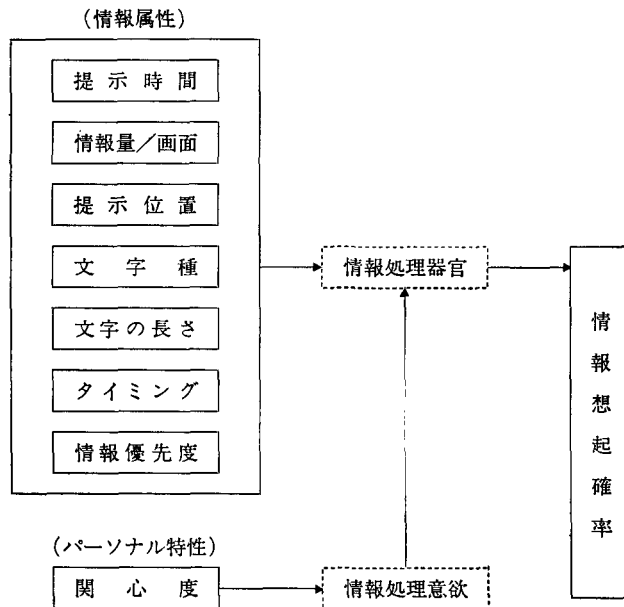 (情報属性)
提示時間
情報量／画面
提示位置
文字種
文字の長さ
タイミング
情報優先度
情報処理器官
情報想起確率
(パーソナル特性)
関心度
情報処理意欲